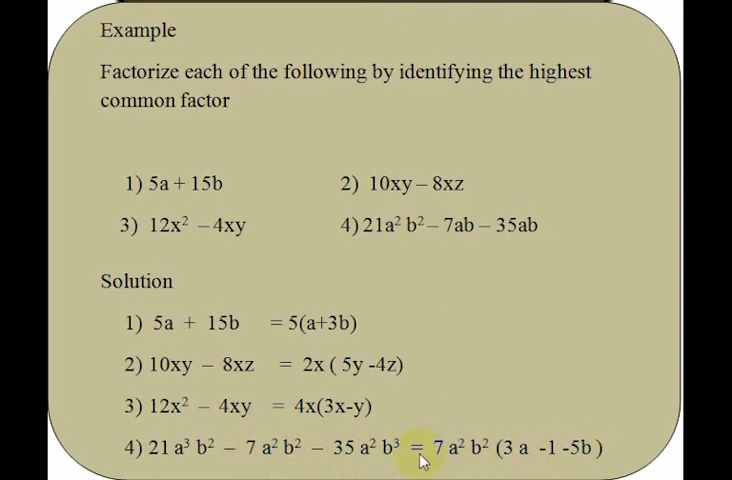 Example
Factorize each of the following by identifying the highest
common factor
1) 5a + 15b 2) 10xy – 8xz
3) 12x² – 4xy 4) 21a² b² – 7ab – 35ab
Solution
1) 5a + 15b = 5(a+3b)
2) 10xy – 8xz = 2x ( 5y -4z)
3) 12x² – 4xy = 4x(3x-y)
4) 21 a³ b² – 7 a² b² – 35 a² b³ = 7 a² b² (3 a -1 -5b )